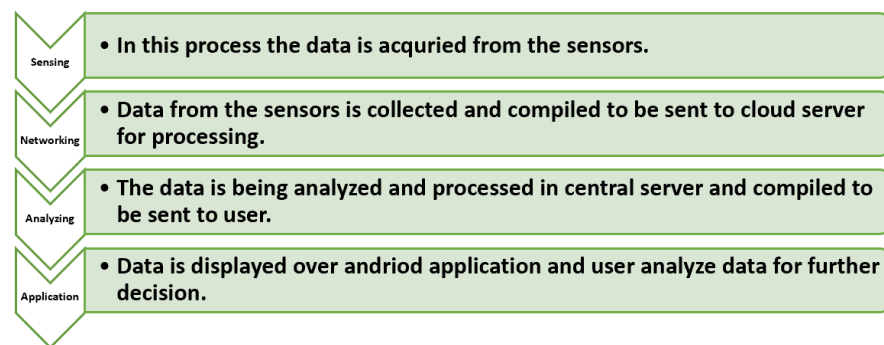 Sensing
• In this process the data is acquried from the sensors.
Networking
• Data from the sensors is collected and compiled to be sent to cloud server
for processing.
Analyzing
• The data is being analyzed and processed in central server and compiled to
be sent to user.
Application
• Data is displayed over andriod application and user analyze data for further
decision.